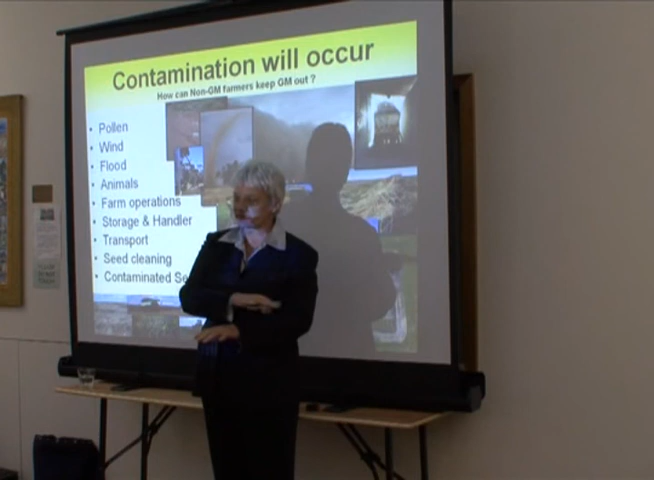 Contamination will occur
How can Non-GM farmers keep GM out ?
• Pollen
• Wind
• Flood
• Animals
• Farm operations
• Storage & Handler
• Transport
• Seed cleaning
• Contaminated Se